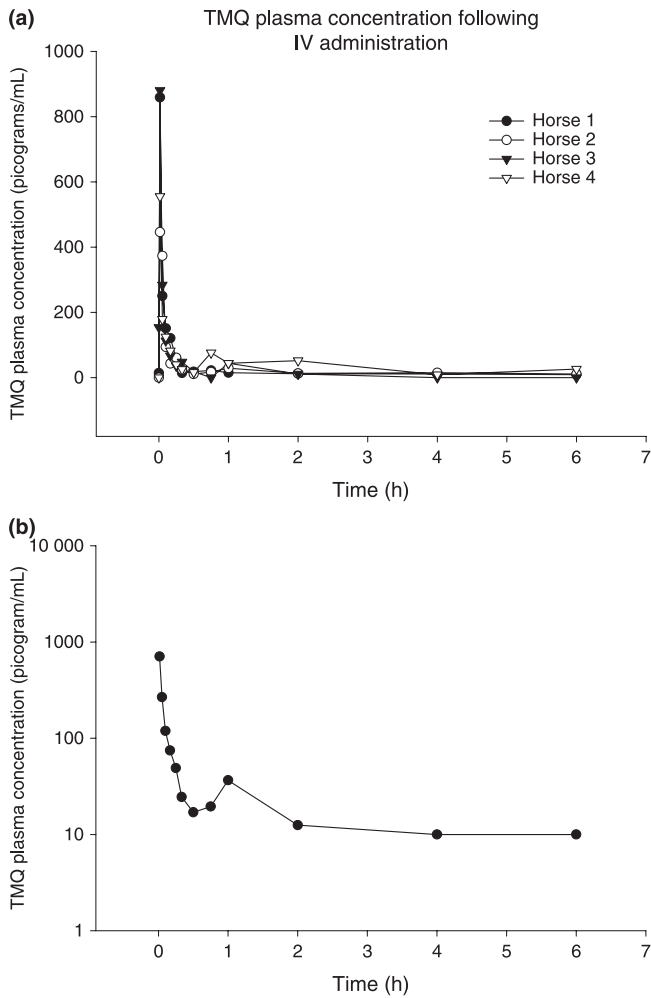 (a)
TMQ plasma concentration following
IV administration
TMQ plasma concentration (picograms/mL)
1000
800
600
400
200
0
Horse 1
Horse 2
Horse 3
Horse 4
0 1 2 3 4 5 6 7
Time (h)
(b)
TMQ plasma concentration (picogram/mL)
10 000
1000
100
10
1
0 1 2 3 4 5 6 7
Time (h)